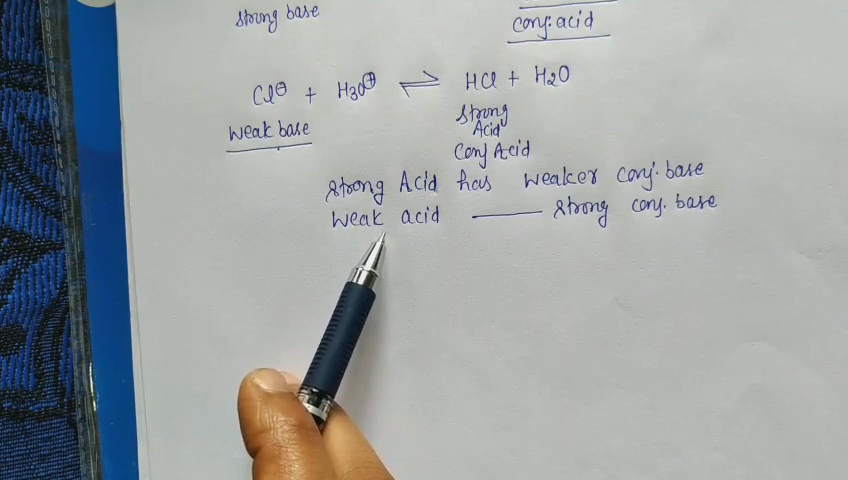 strong base
conj. acid
Cl⊖ + H3O⊕ ⇌ HCl + H2O
Weak base
strong
Acid
Conj Acid
Strong Acid has weaker conj. base
Weak acid —— strong conj. base